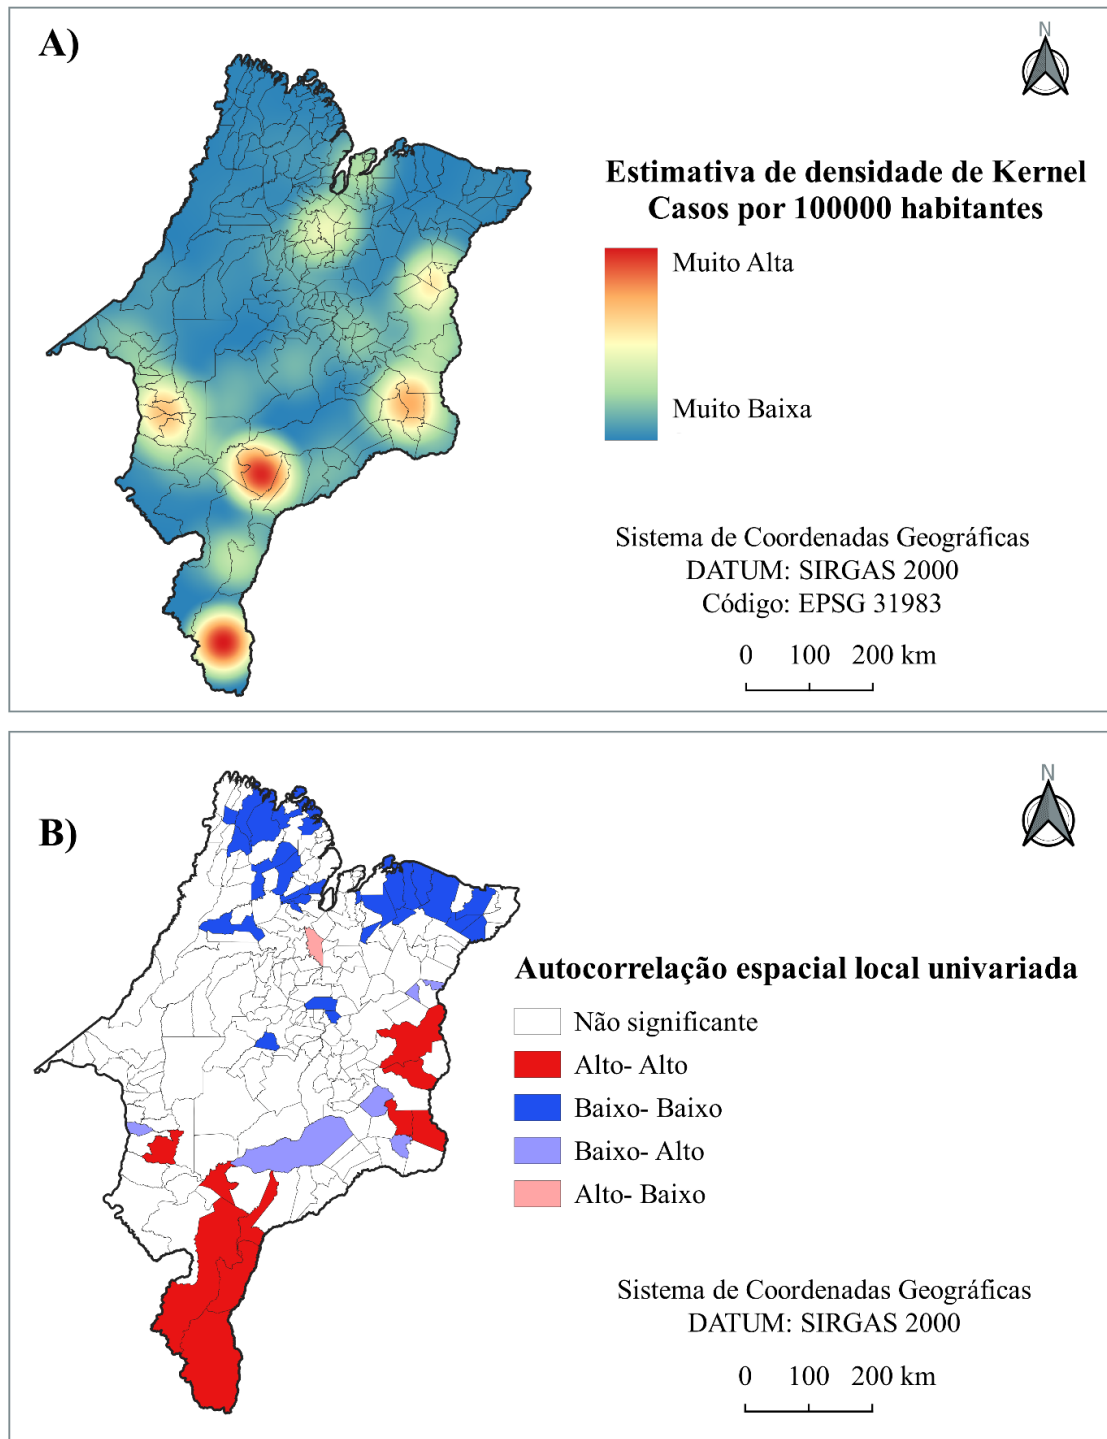 A)
N
Estimativa de densidade de Kernel
Casos por 100000 habitantes
Muito Alta
Muito Baixa
Sistema de Coordenadas Geográficas
DATUM: SIRGAS 2000
Código: EPSG 31983
0 100 200 km
B)
N
Autocorrelação espacial local univariada
Não significante
Alto- Alto
Baixo- Baixo
Baixo- Alto
Alto- Baixo
Sistema de Coordenadas Geográficas
DATUM: SIRGAS 2000
0 100 200 km